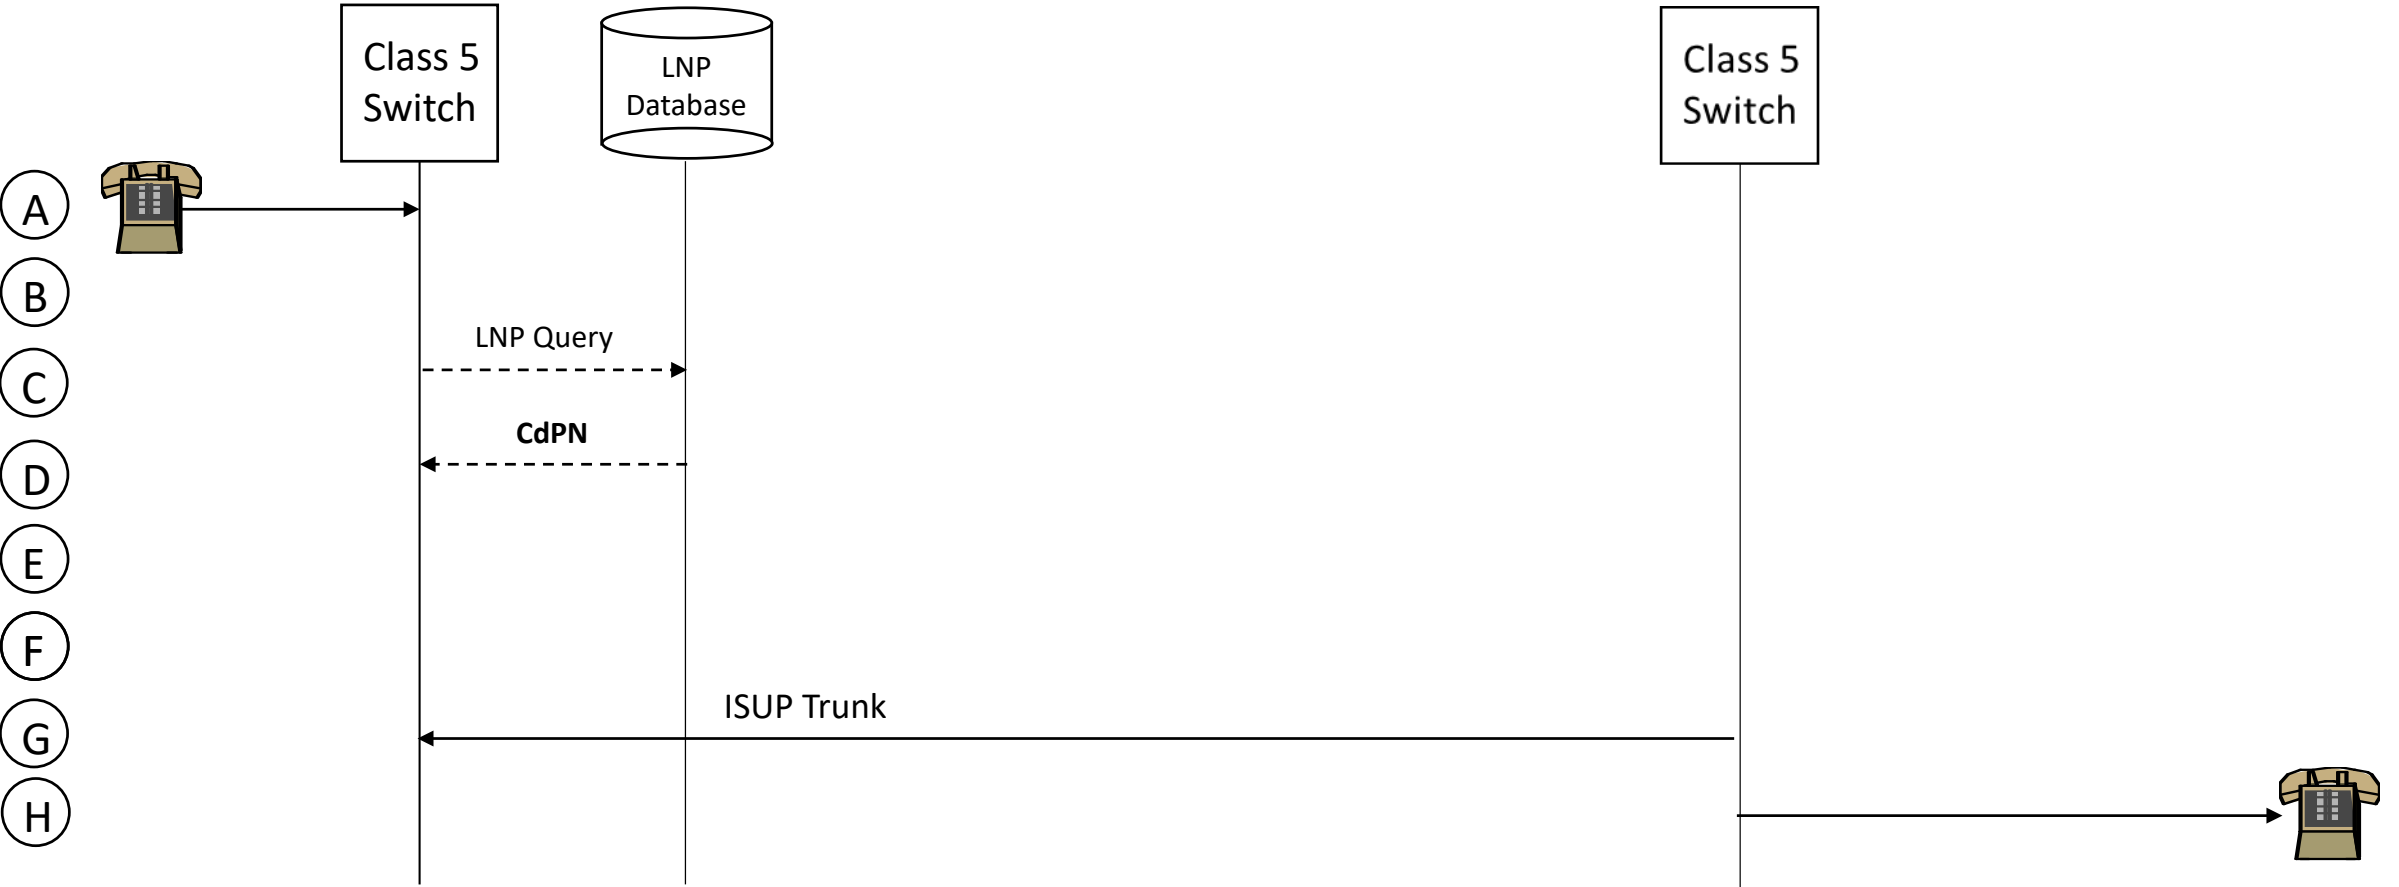 Class 5
Switch
LNP
Database
Class 5
Switch
A
B
LNP Query
C
CdPN
D
E
F
ISUP Trunk
G
H